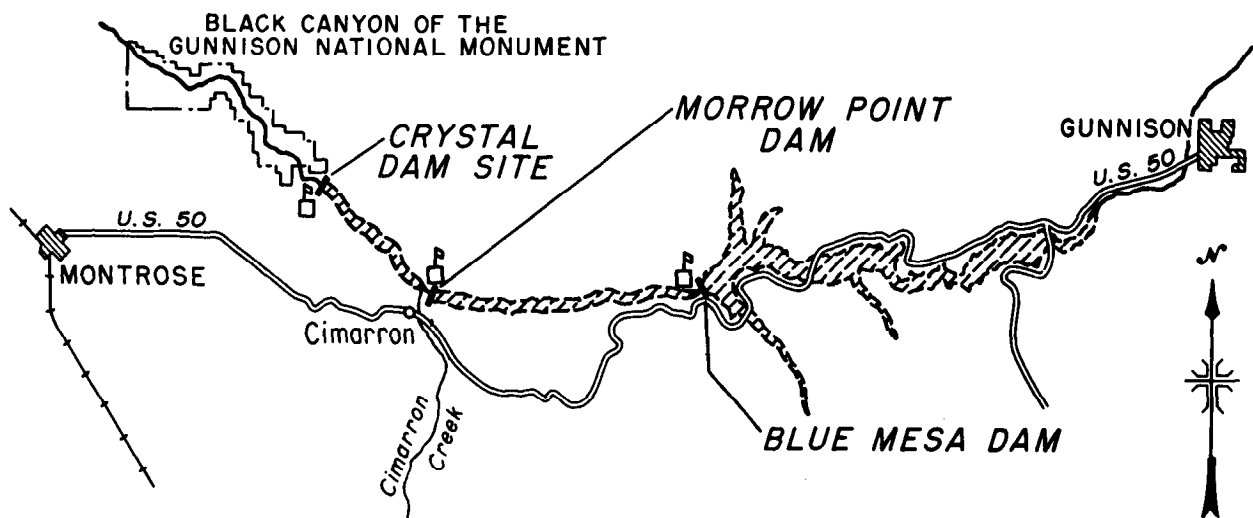 BLACK CANYON OF THE
GUNNISON NATIONAL MONUMENT
MORROW POINT
DAM
CRYSTAL
DAM SITE
GUNNISON
U.S. 50
U.S. 50
MONTROSE
Cimarron
N
Cimarron
Creek
BLUE MESA DAM